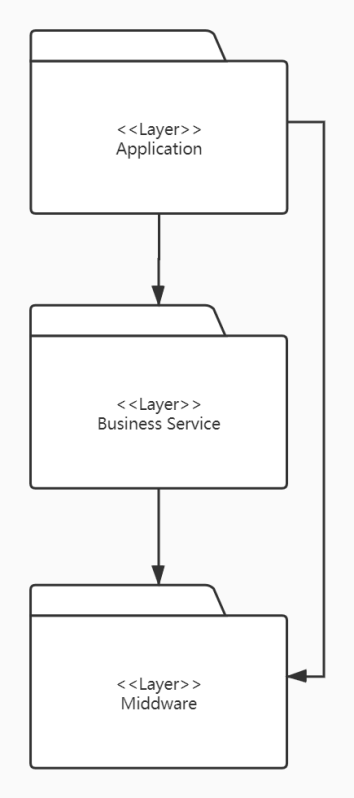 <<Layer>>
Application
<<Layer>>
Business Service
<<Layer>>
Middware